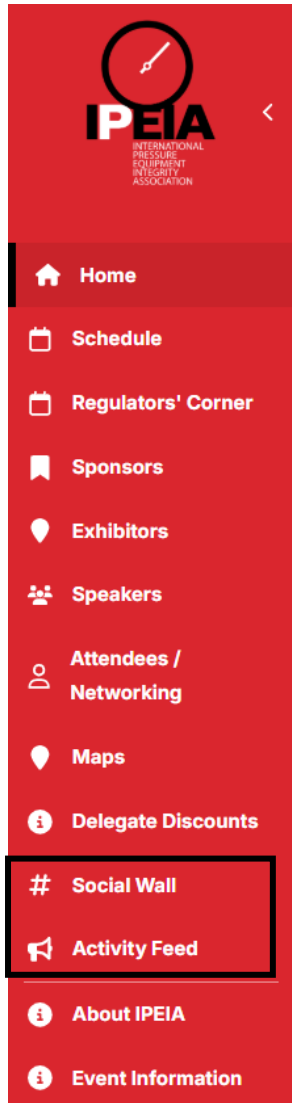 IPEIA
INTERNATIONAL
PRESSURE
EQUIPMENT
INTEGRITY
ASSOCIATION
Home
Schedule
Regulators' Corner
Sponsors
Exhibitors
Speakers
Attendees /
Networking
Maps
Delegate Discounts
# Social Wall
Activity Feed
About IPEIA
Event Information